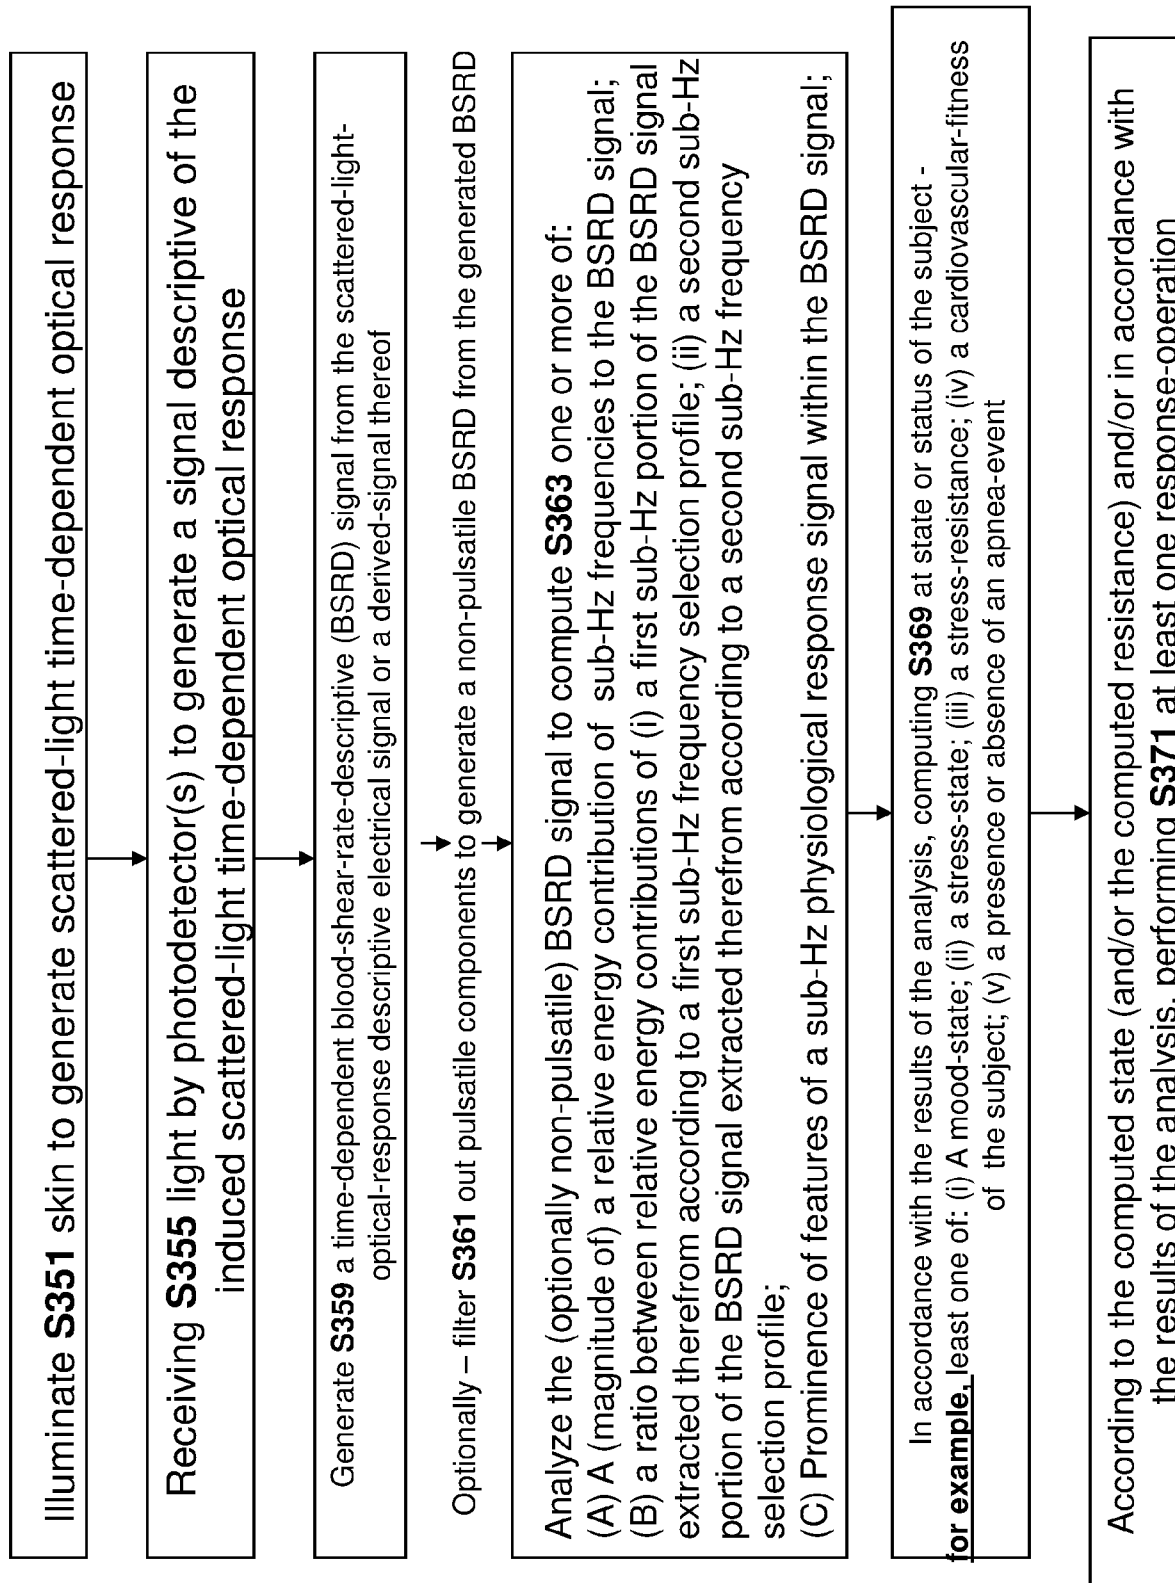 Illuminate S351 skin to generate scattered-light time-dependent optical response
Receiving S355 light by photodetector(s) to generate a signal descriptive of the
induced scattered-light time-dependent optical response
Generate S359 a time-dependent blood-shear-rate-descriptive (BSRD) signal from the scattered-light-
optical-response descriptive electrical signal or a derived-signal thereof
Optionally – filter S361 out pulsatile components to generate a non-pulsatile BSRD from the generated BSRD
Analyze the (optionally non-pulsatile) BSRD signal to compute S363 one or more of:
(A) A (magnitude of) a relative energy contribution of sub-Hz frequencies to the BSRD signal;
(B) a ratio between relative energy contributions of (i) a first sub-Hz portion of the BSRD signal
extracted therefrom according to a first sub-Hz frequency selection profile; (ii) a second sub-Hz
portion of the BSRD signal extracted therefrom according to a second sub-Hz frequency
selection profile;
(C) Prominence of features of a sub-Hz physiological response signal within the BSRD signal;
In accordance with the results of the analysis, computing S369 at state or status of the subject -
for example, least one of: (i) A mood-state; (ii) a stress-state; (iii) a stress-resistance; (iv) a cardiovascular-fitness
of the subject; (v) a presence or absence of an apnea-event
According to the computed state (and/or the computed resistance) and/or in accordance with
the results of the analysis, performing S371 at least one response-operation